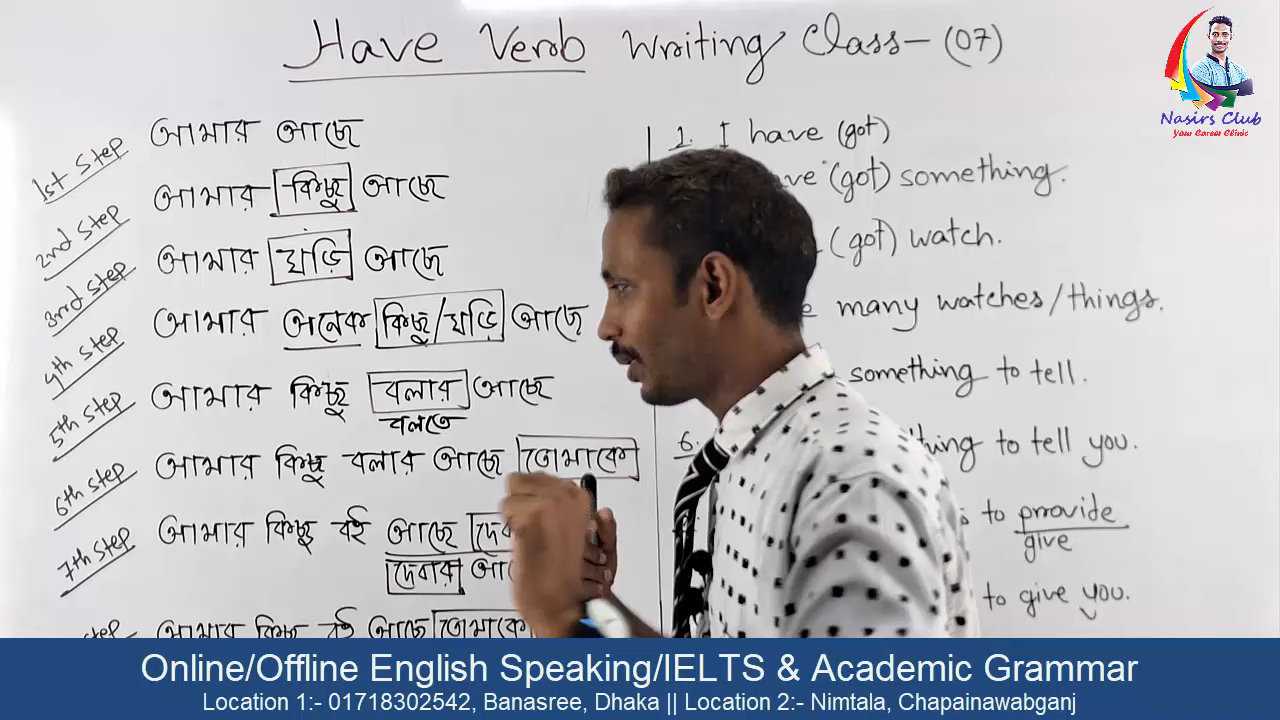 Have Verb Writing Class-(07)
Nasirs Club
Your Career Clinic
1st Step আমার আছে
2nd Step আমার কিছু আছে
3rd Step আমার ঘড়ি আছে
4th Step আমার অনেক কিছু/ঘড়ি আছে
5th Step আমার কিছু বলার আছে
বলতে
6th Step আমার কিছু বলার আছে তোমাকে
7th Step আমার কিছু বই আছে
দেবার
আমার কিছু বই আছে তোমাকে
1. I have (got)
(got) something.
(got) watch.
many watches/things.
something to tell.
6. to tell you.
to provide
give
to give you.
Online/Offline English Speaking/IELTS & Academic Grammar
Location 1:- 01718302542, Banasree, Dhaka || Location 2:- Nimtala, Chapainawabganj